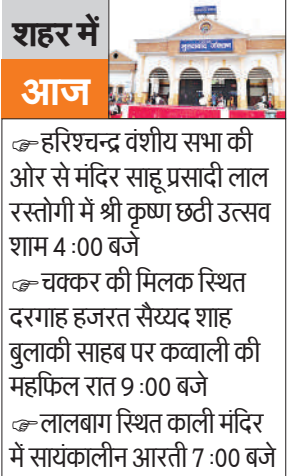 शहर में
आज
मुरादाबाद जंक्शन
☞हरिश्चन्द्र वंशीय सभा की
ओर से मंदिर साहू प्रसादी लाल
रस्तोगी में श्री कृष्ण छठी उत्सव
शाम 4:00 बजे
☞चक्कर की मिलक स्थित
दरगाह हजरत सैय्यद शाह
बुलाकी साहब पर कव्वाली की
महफिल रात 9:00 बजे
☞लालबाग स्थित काली मंदिर
में सायंकालीन आरती 7:00 बजे